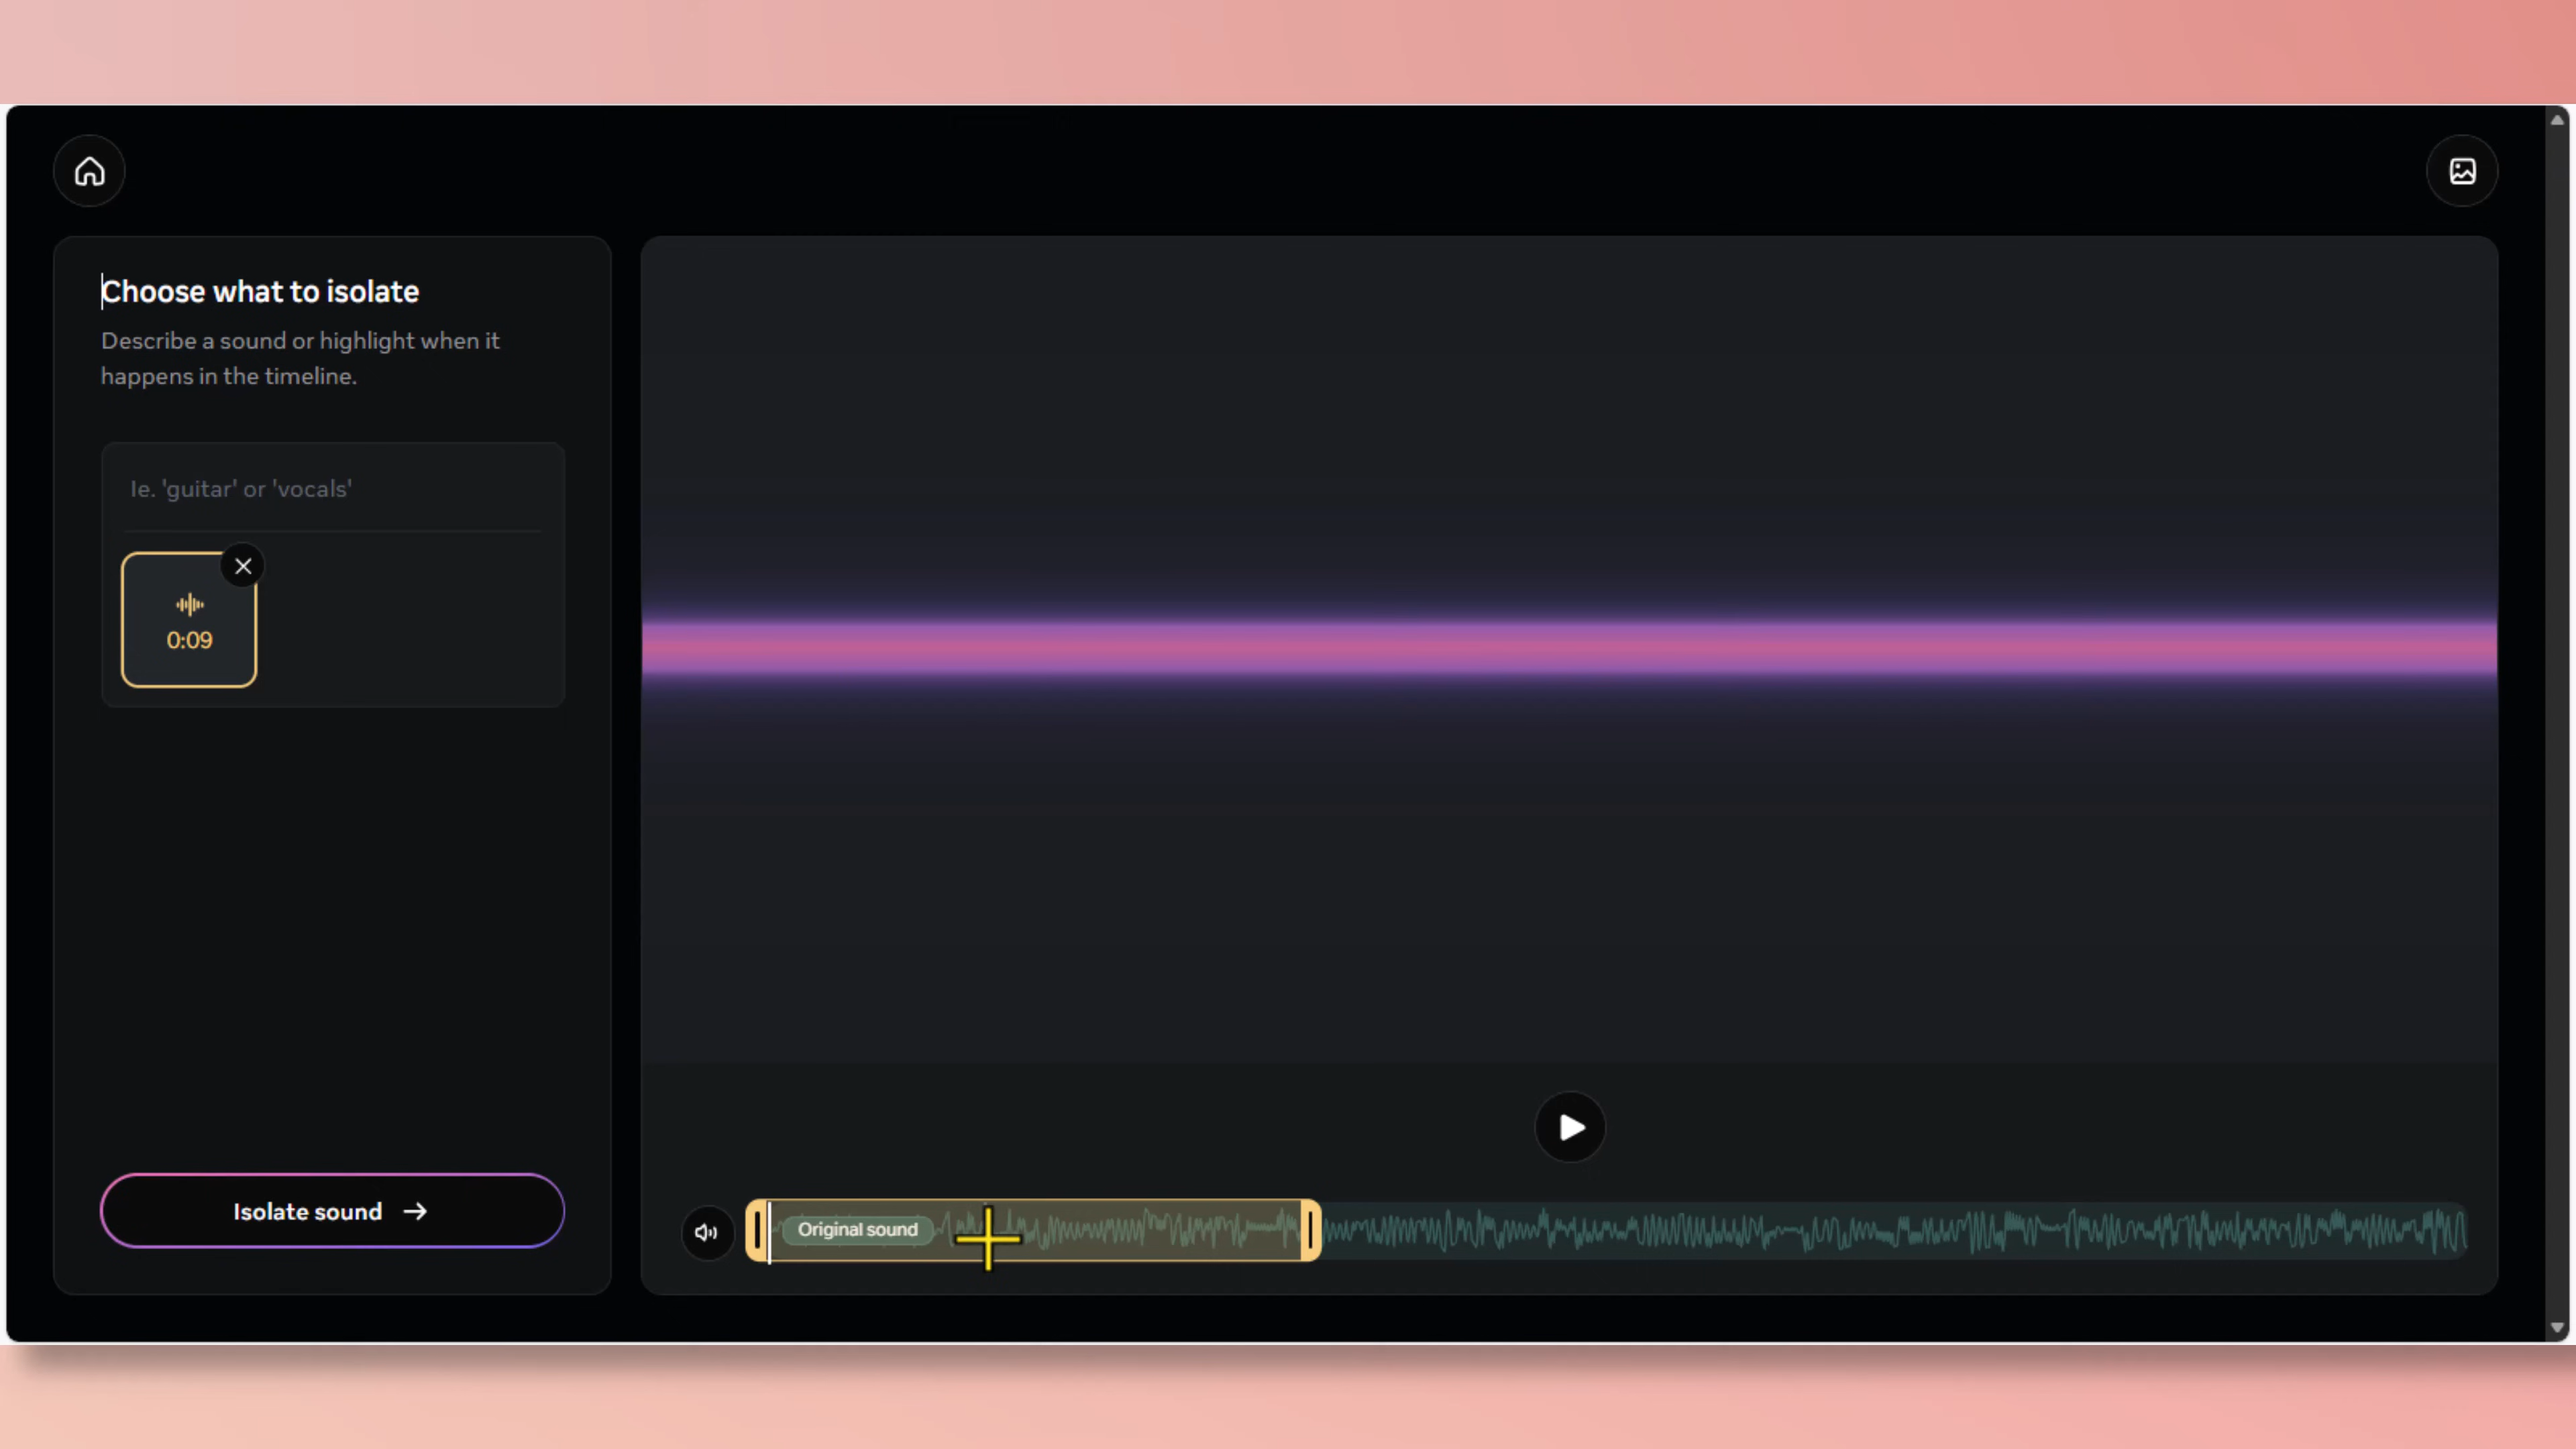 Choose what to isolate
Describe a sound or highlight when it
happens in the timeline.
Ie. 'guitar' or 'vocals'
0:09
Isolate sound
Original sound